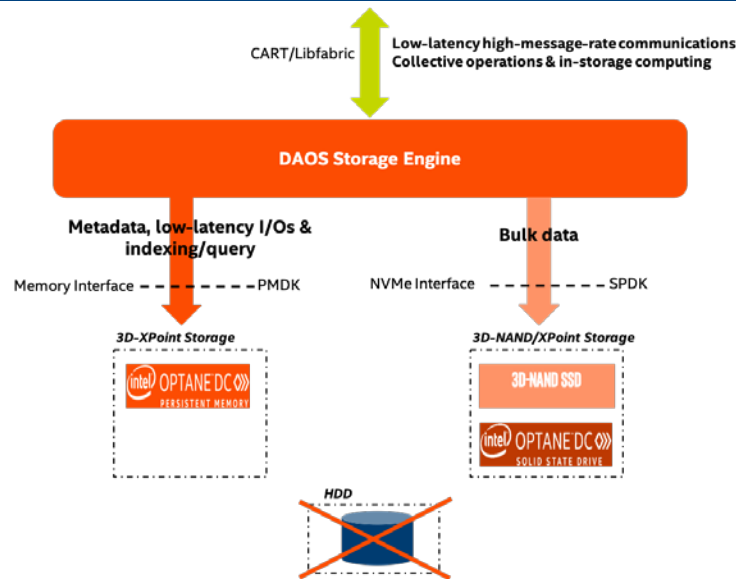 CART/Libfabric
Low-latency high-message-rate communications
Collective operations & in-storage computing
DAOS Storage Engine
Metadata, low-latency I/Os &
indexing/query
Bulk data
Memory Interface
PMDK
NVMe Interface
SPDK
3D-XPoint Storage
3D-NAND/XPoint Storage
intel OPTANE DC
PERSISTENT MEMORY
3D-NAND SSD
intel OPTANE DC
SOLID STATE DRIVE
HDD